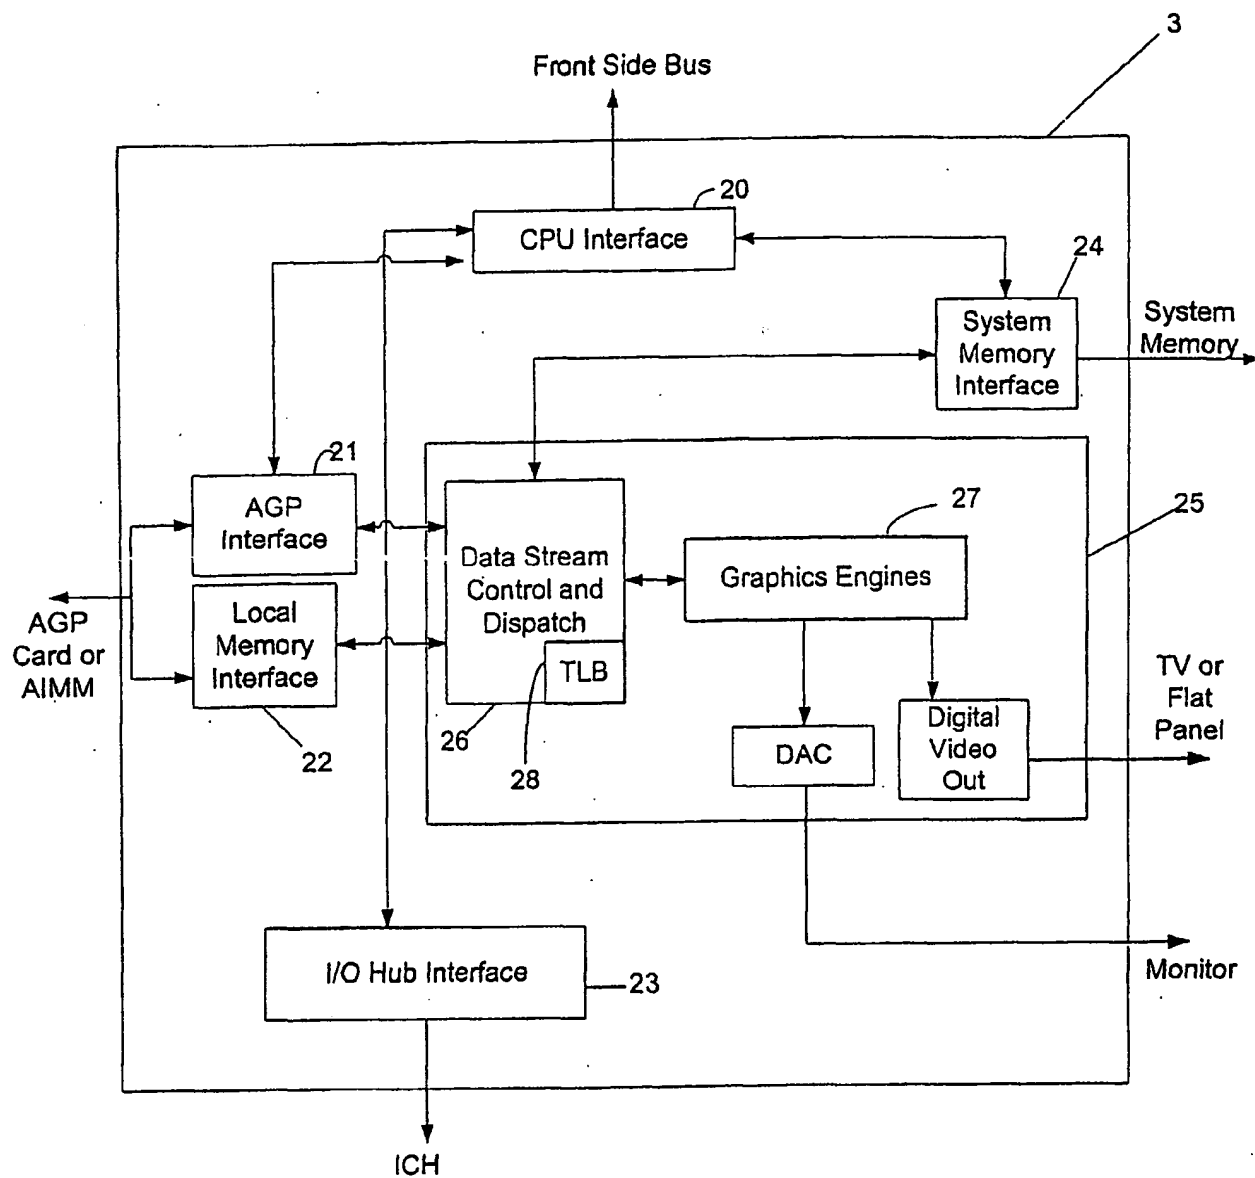 3
Front Side Bus
20
CPU Interface
24
System
Memory
Interface
System
Memory
21
AGP
Interface
27
25
Data Stream
Control and
Dispatch
Graphics Engines
AGP
Card or
AIMM
Local
Memory
Interface
TLB
TV or
Flat
Panel
22
26
28
DAC
Digital
Video
Out
I/O Hub Interface
23
Monitor
ICH